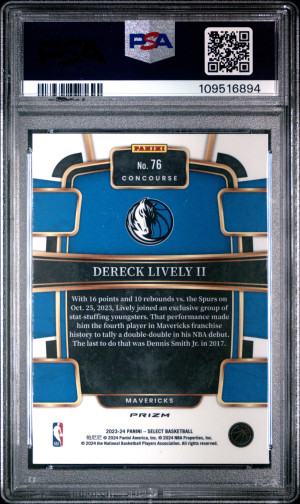 PSA
109516894
PANINI
No. 76
CONCOURSE
DERECK LIVELY II
With 16 points and 10 rebounds vs. the Spurs on
Oct. 25, 2023, Lively joined an exclusive group of
stat-stuffing youngsters. That performance made
him the fourth player in Mavericks franchise
history to tally a double-double in his NBA debut.
The last to do that was Dennis Smith Jr. in 2017.
MAVERICKS
PRIZM
2023-24 PANINI – SELECT BASKETBALL
帕尼尼 © 2024 Panini America, Inc. © 2024 NBA Properties, Inc.
© 2024 National Basketball Players Association. All rights reserved.